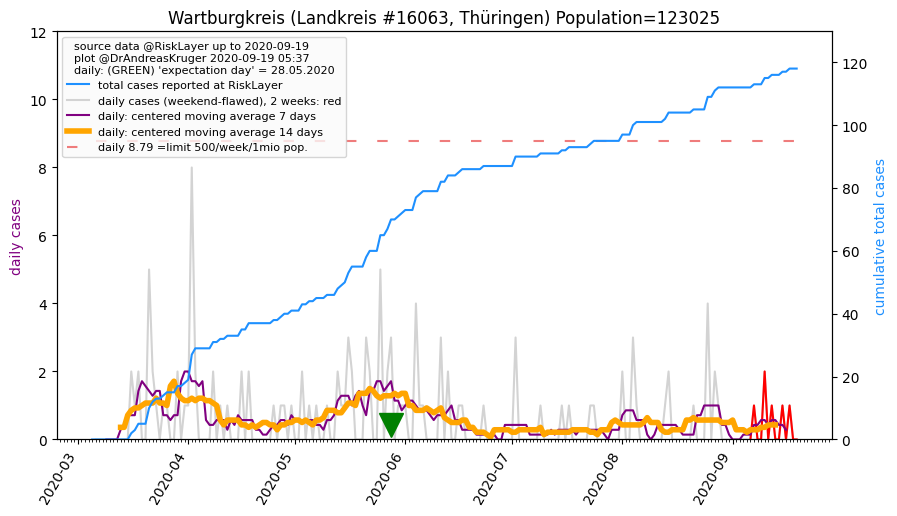 Wartburgkreis (Landkreis #16063, Thüringen) Population=123025
source data @RiskLayer up to 2020-09-19
plot @DrAndreasKruger 2020-09-19 05:37
daily: (GREEN) 'expectation day' = 28.05.2020
total cases reported at RiskLayer
daily cases (weekend-flawed), 2 weeks: red
daily: centered moving average 7 days
daily: centered moving average 14 days
daily 8.79 =limit 500/week/1mio pop.
daily cases
12
10
8
6
4
2
0
cumulative total cases
120
100
80
60
40
20
0
2020-03
2020-04
2020-05
2020-06
2020-07
2020-08
2020-09